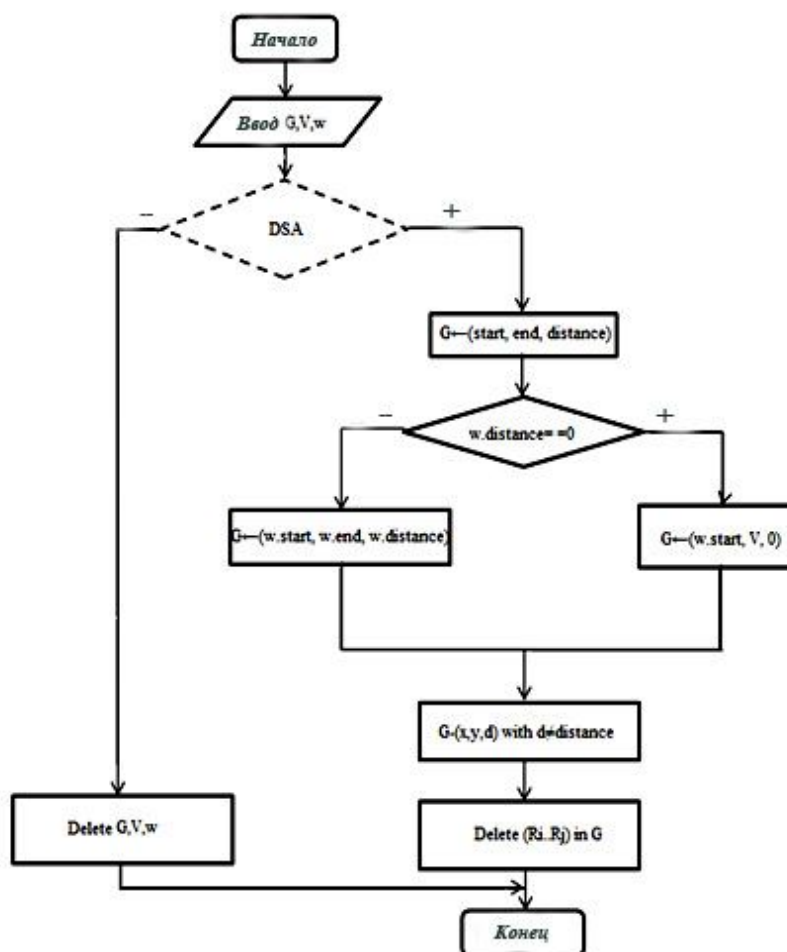 Начало
Ввод G,V,w
−
+
DSA
G←(start, end, distance)
−
+
w.distance= =0
G←(w.start, w.end, w.distance)
G←(w.start, V, 0)
G-(x,y,d) with d≠distance
Delete G,V,w
Delete (Ri..Rj) in G
Конец